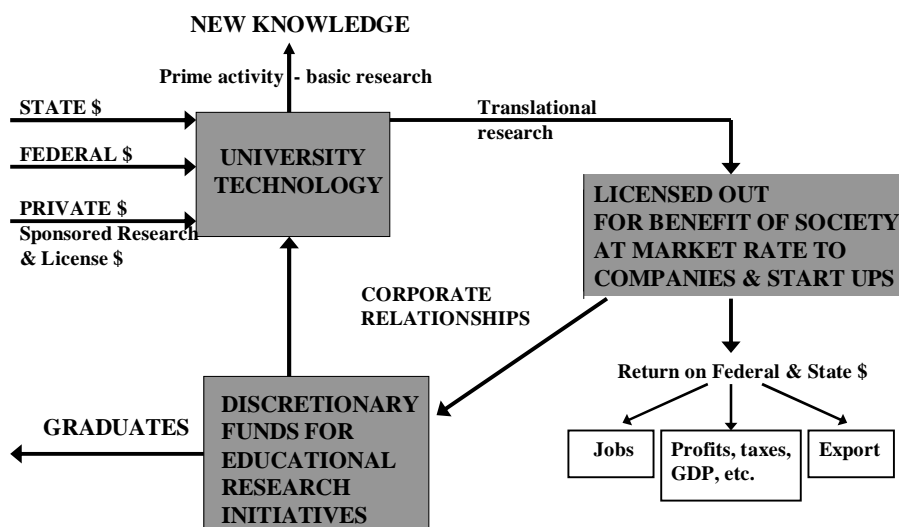 NEW KNOWLEDGE
Prime activity - basic research
STATE $
FEDERAL $
PRIVATE $
Sponsored Research
& License $
UNIVERSITY
TECHNOLOGY
Translational
research
LICENSED OUT
FOR BENEFIT OF SOCIETY
AT MARKET RATE TO
COMPANIES & START UPS
CORPORATE
RELATIONSHIPS
Return on Federal & State $
GRADUATES
DISCRETIONARY
FUNDS FOR
EDUCATIONAL
RESEARCH
INITIATIVES
Jobs
Profits, taxes,
GDP, etc.
Export